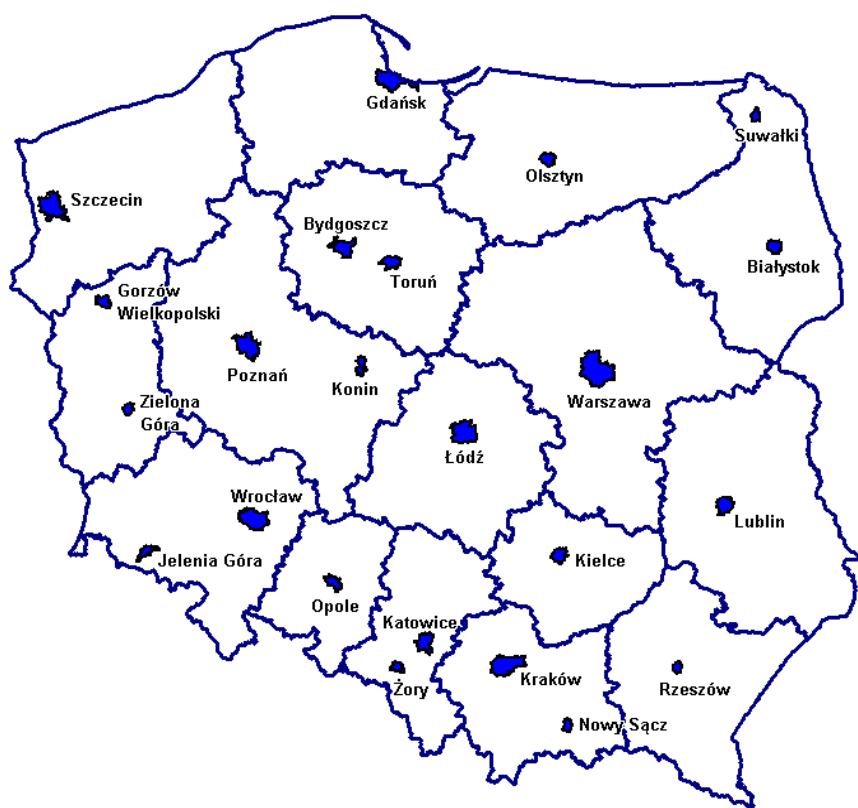 Gdańsk
Suwałki
Olsztyn
Szczecin
Bydgoszcz
Toruń
Białystok
Gorzów
Wielkopolski
Poznań
Konin
Warszawa
Zielona
Góra
Łódź
Wrocław
Lublin
Jelenia Góra
Kielce
Opole
Katowice
Żory
Kraków
Rzeszów
Nowy Sącz